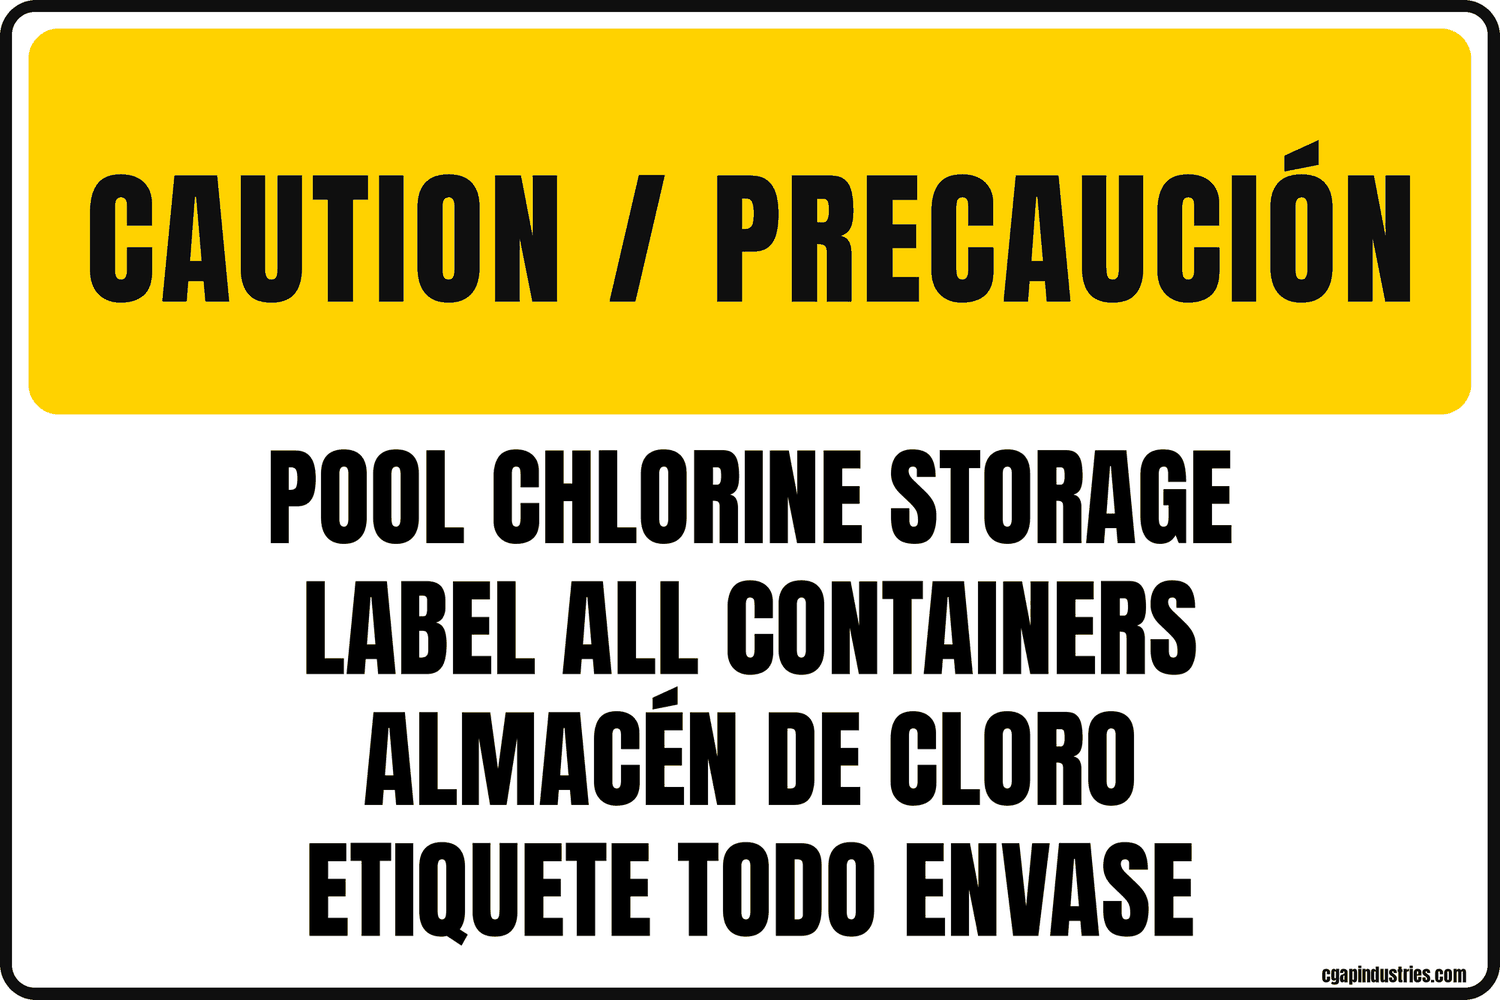 CAUTION / PRECAUCIÓN
POOL CHLORINE STORAGE
LABEL ALL CONTAINERS
ALMACÉN DE CLORO
ETIQUETE TODO ENVASE
cgapindustries.com